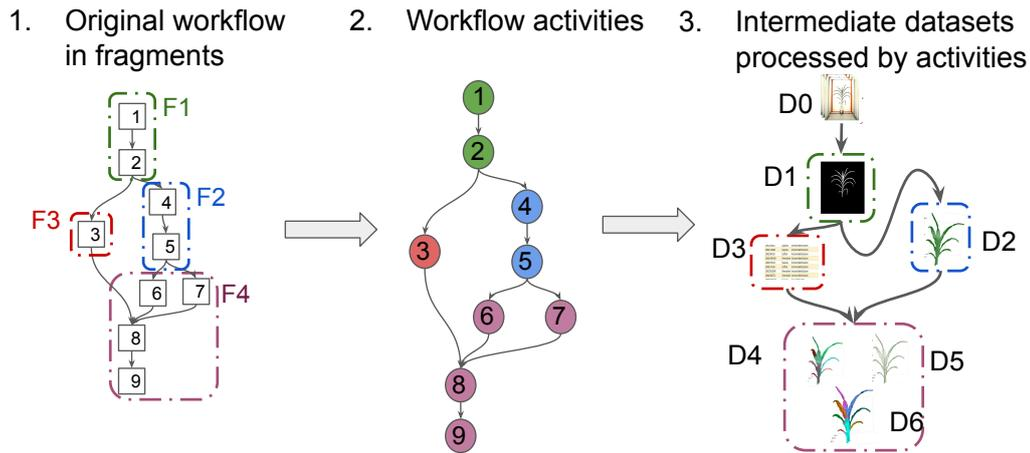 1. Original workflow
in fragments
F1
1
2
4
F2
F3
3
5
6
7
F4
8
9
2. Workflow activities
1
2
4
3
5
6
7
8
9
3. Intermediate datasets
processed by activities
D0
D1
D3
D2
D4
D5
D6